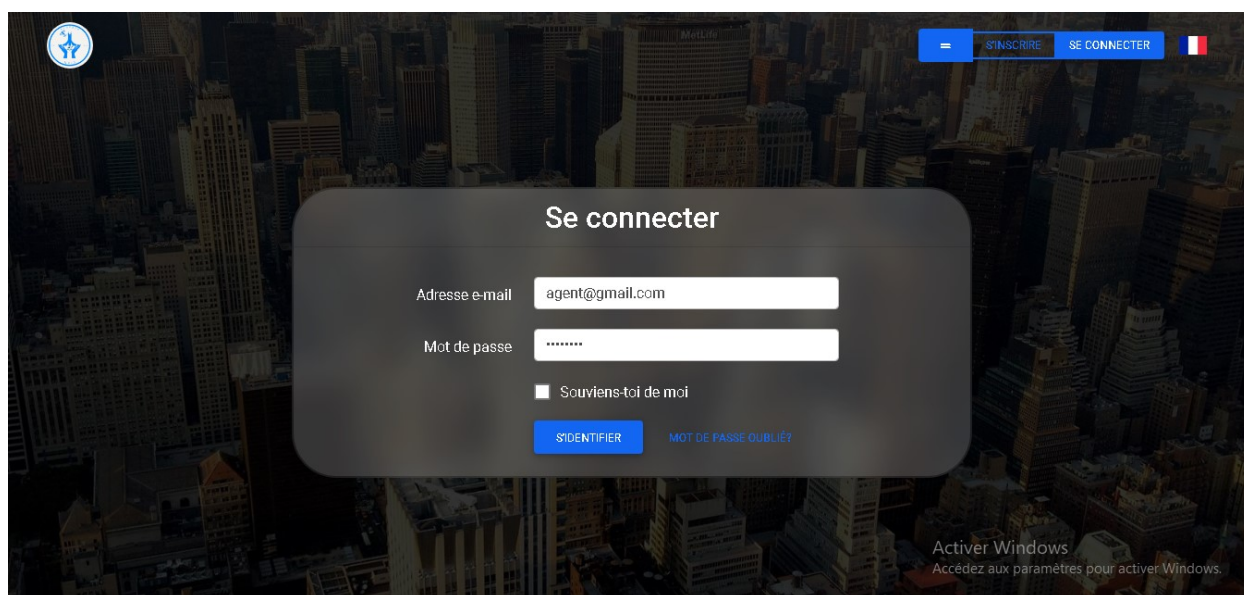 MetLife
S'INSCRIRE SE CONNECTER
Se connecter
Adresse e-mail agent@gmail.com
Mot de passe ••••••••
Souviens-toi de moi
S'IDENTIFIER MOT DE PASSE OUBLIÉ?
Activer Windows
Accédez aux paramètres pour activer Windows.